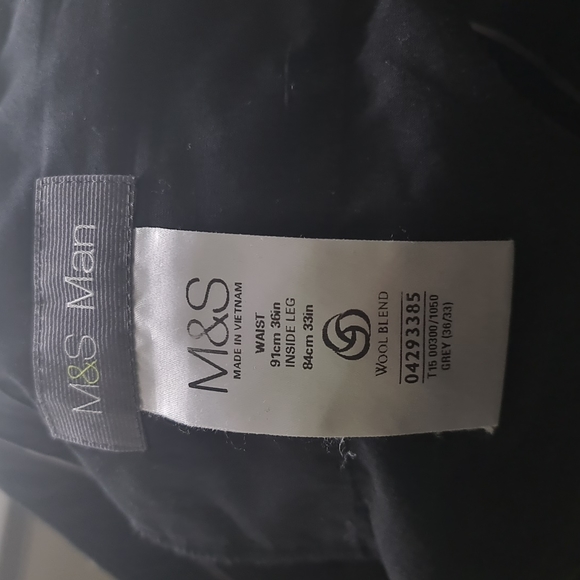 M&S Man
M&S
MADE IN VIETNAM
WAIST
91cm 36in
INSIDE LEG
84cm 33in
WOOL BLEND
04293385
T15 00300/1050
GREY (36/33)